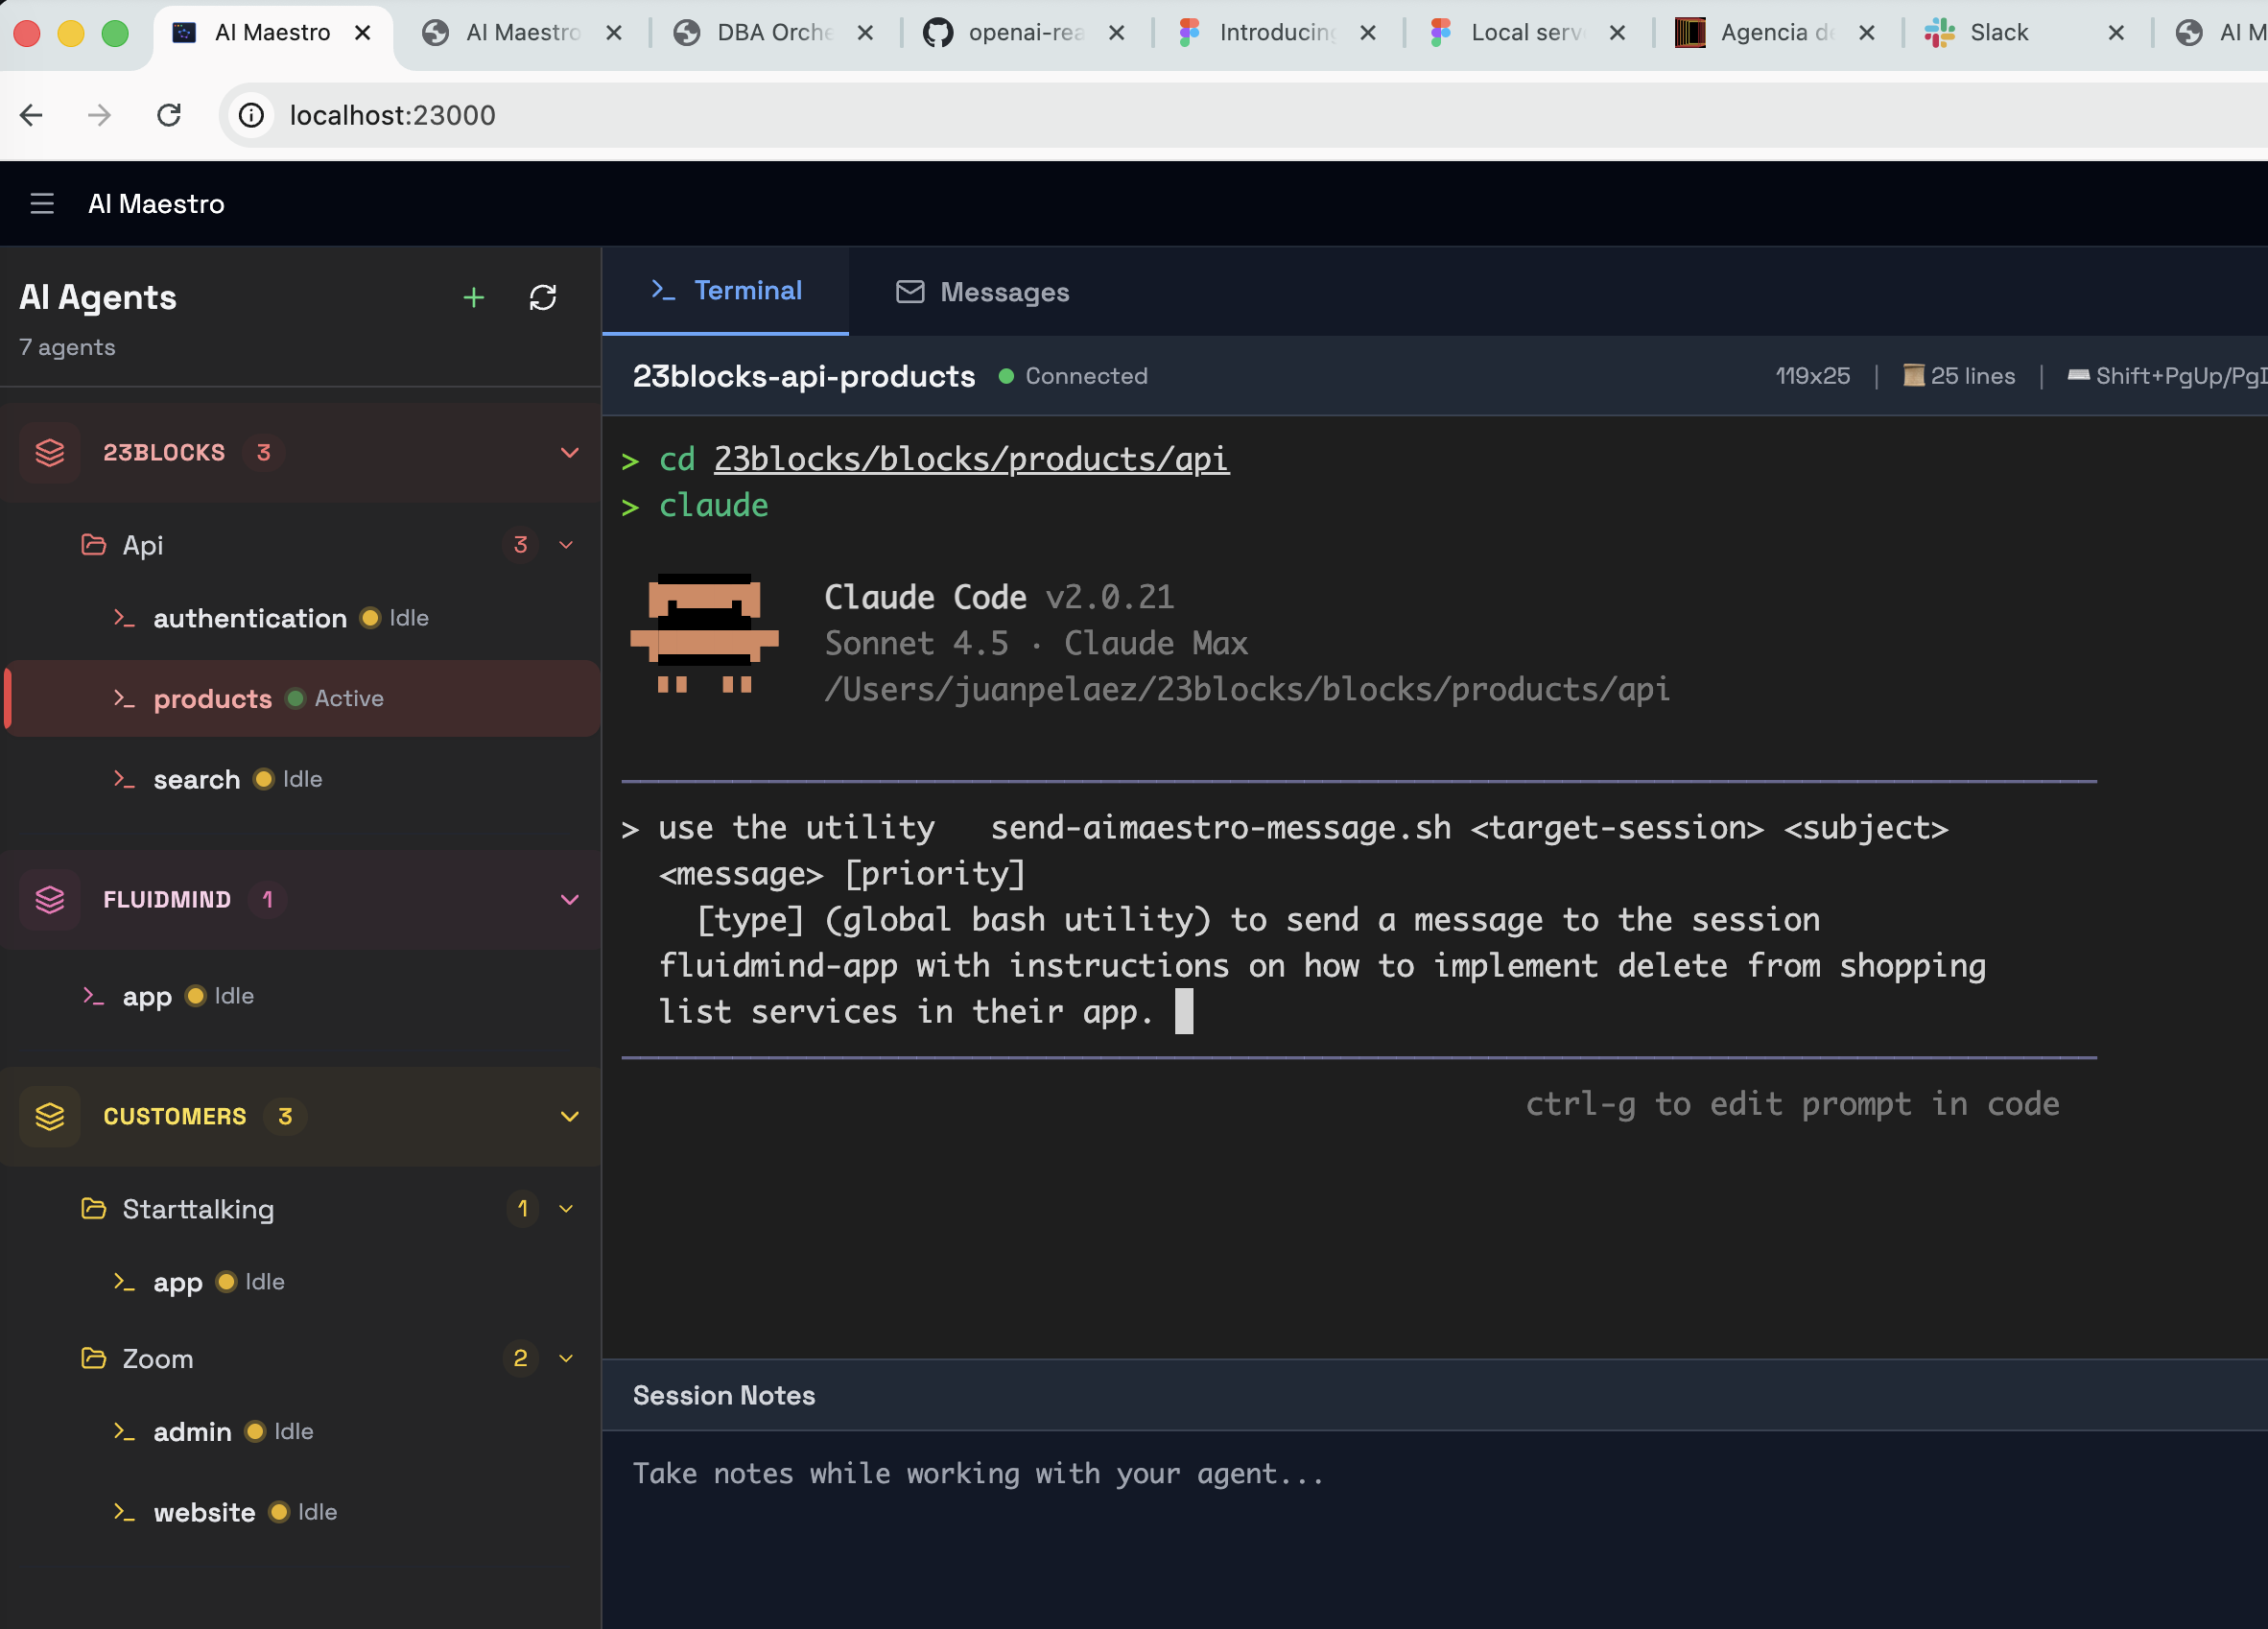 AI Maestro
AI Maestro
DBA Orche
openai-rea
Introducing
Local serv
Agencia de
Slack
AI M
localhost:23000
AI Maestro
AI Agents
7 agents
23BLOCKS 3
Api 3
authentication Idle
products Active
search Idle
FLUIDMIND 1
app Idle
CUSTOMERS 3
Starttalking 1
app Idle
Zoom 2
admin Idle
website Idle
Terminal
Messages
23blocks-api-products Connected
119x25 | 25 lines | Shift+PgUp/PgD
> cd 23blocks/blocks/products/api
> claude
Claude Code v2.0.21
Sonnet 4.5 · Claude Max
/Users/juanpelaez/23blocks/blocks/products/api
> use the utility   send-aimaestro-message.sh <target-session> <subject>
<message> [priority]
[type] (global bash utility) to send a message to the session
fluidmind-app with instructions on how to implement delete from shopping
list services in their app.
ctrl-g to edit prompt in code
Session Notes
Take notes while working with your agent...